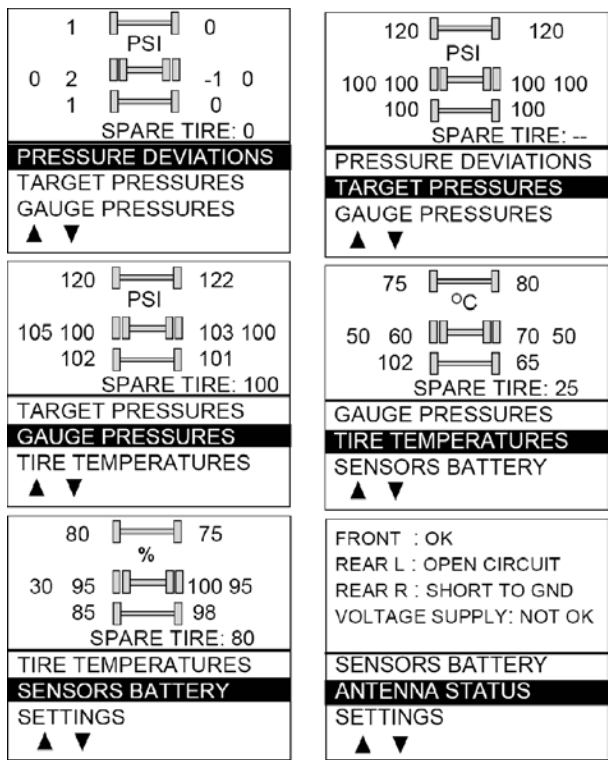 1 0
PSI
0 2 -1 0
1 0
SPARE TIRE: 0
PRESSURE DEVIATIONS
TARGET PRESSURES
GAUGE PRESSURES
▲ ▼
120 120
PSI
100 100 100 100
100 100
SPARE TIRE: --
PRESSURE DEVIATIONS
TARGET PRESSURES
GAUGE PRESSURES
▲ ▼
120 122
PSI
105 100 103 100
102 101
SPARE TIRE: 100
TARGET PRESSURES
GAUGE PRESSURES
TIRE TEMPERATURES
▲ ▼
75 80
°C
50 60 70 50
102 65
SPARE TIRE: 25
GAUGE PRESSURES
TIRE TEMPERATURES
SENSORS BATTERY
▲ ▼
80 75
%
30 95 100 95
85 98
SPARE TIRE: 80
TIRE TEMPERATURES
SENSORS BATTERY
SETTINGS
▲ ▼
FRONT : OK
REAR L : OPEN CIRCUIT
REAR R : SHORT TO GND
VOLTAGE SUPPLY: NOT OK
SENSORS BATTERY
ANTENNA STATUS
SETTINGS
▲ ▼